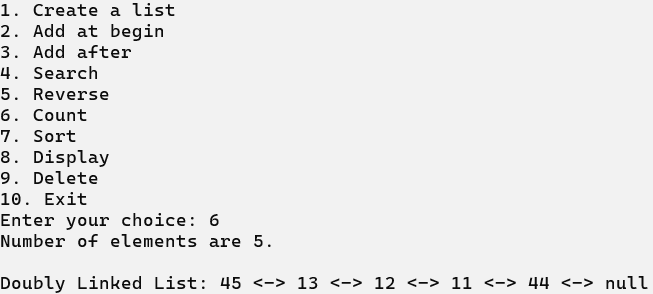 1. Create a list
2. Add at begin
3. Add after
4. Search
5. Reverse
6. Count
7. Sort
8. Display
9. Delete
10. Exit
Enter your choice: 6
Number of elements are 5.
Doubly Linked List: 45 <-> 13 <-> 12 <-> 11 <-> 44 <-> null